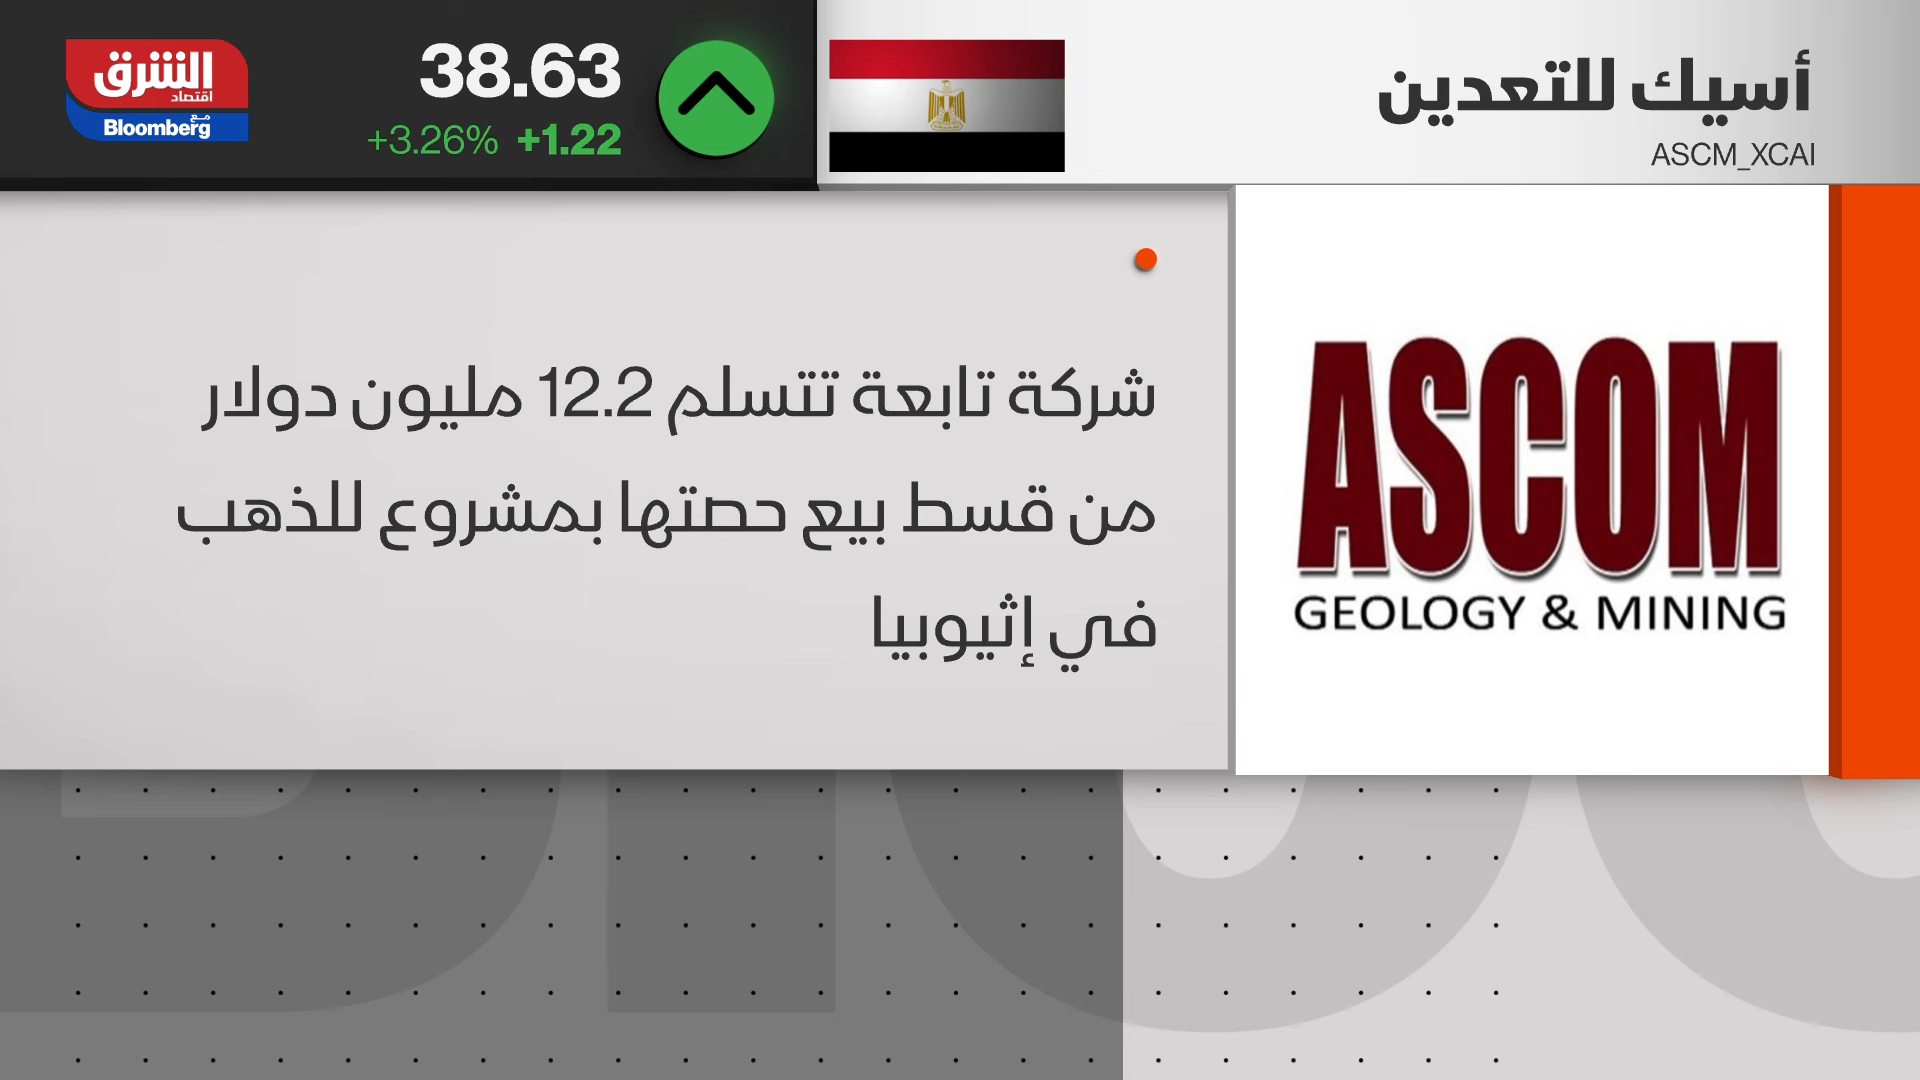 أسيك للتعدين
ASCM_XCAI
38.63
+3.26% +1.22
الشرق
اقتصاد
مع
Bloomberg
شركة تابعة تتسلم 12.2 مليون دولار
من قسط بيع حصتها بمشروع للذهب
في إثيوبيا
ASCOM
GEOLOGY & MINING